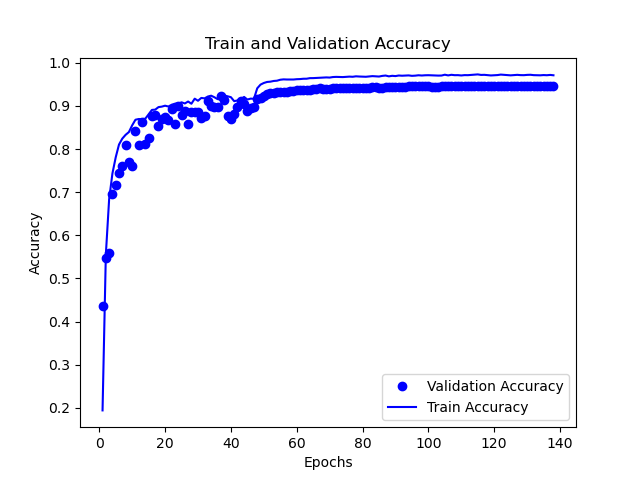 Train and Validation Accuracy
1.0
0.9
0.8
0.7
0.6
0.5
0.4
0.3
0.2
Accuracy
Validation Accuracy
Train Accuracy
0 20 40 60 80 100 120 140
Epochs